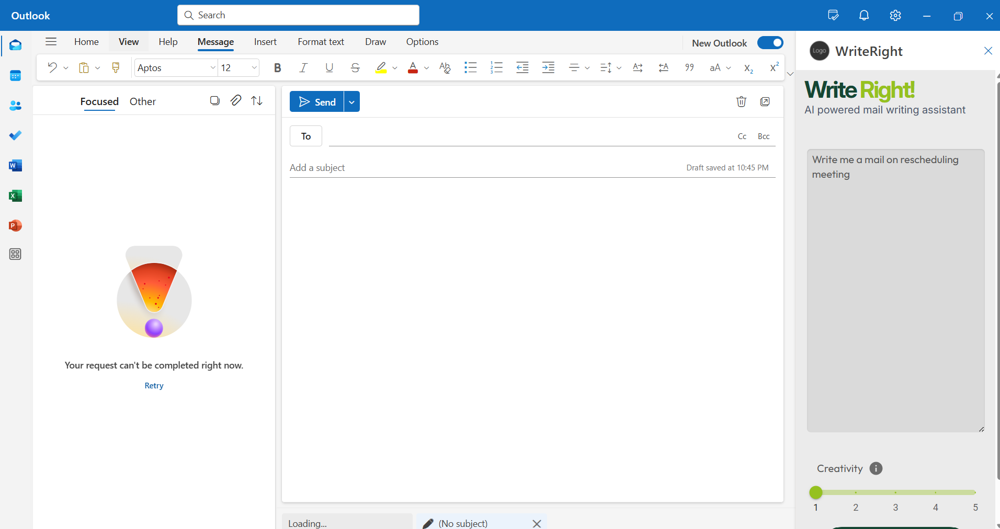 Outlook
Search
Home View Help Message Insert Format text Draw Options
New Outlook
Aptos 12
Focused Other
Your request can't be completed right now.
Retry
Send
To
Cc Bcc
Add a subject
Draft saved at 10:45 PM
Loading...
(No subject)
Logo WriteRight
Write Right!
AI powered mail writing assistant
Write me a mail on rescheduling
meeting
Creativity
1 2 3 4 5